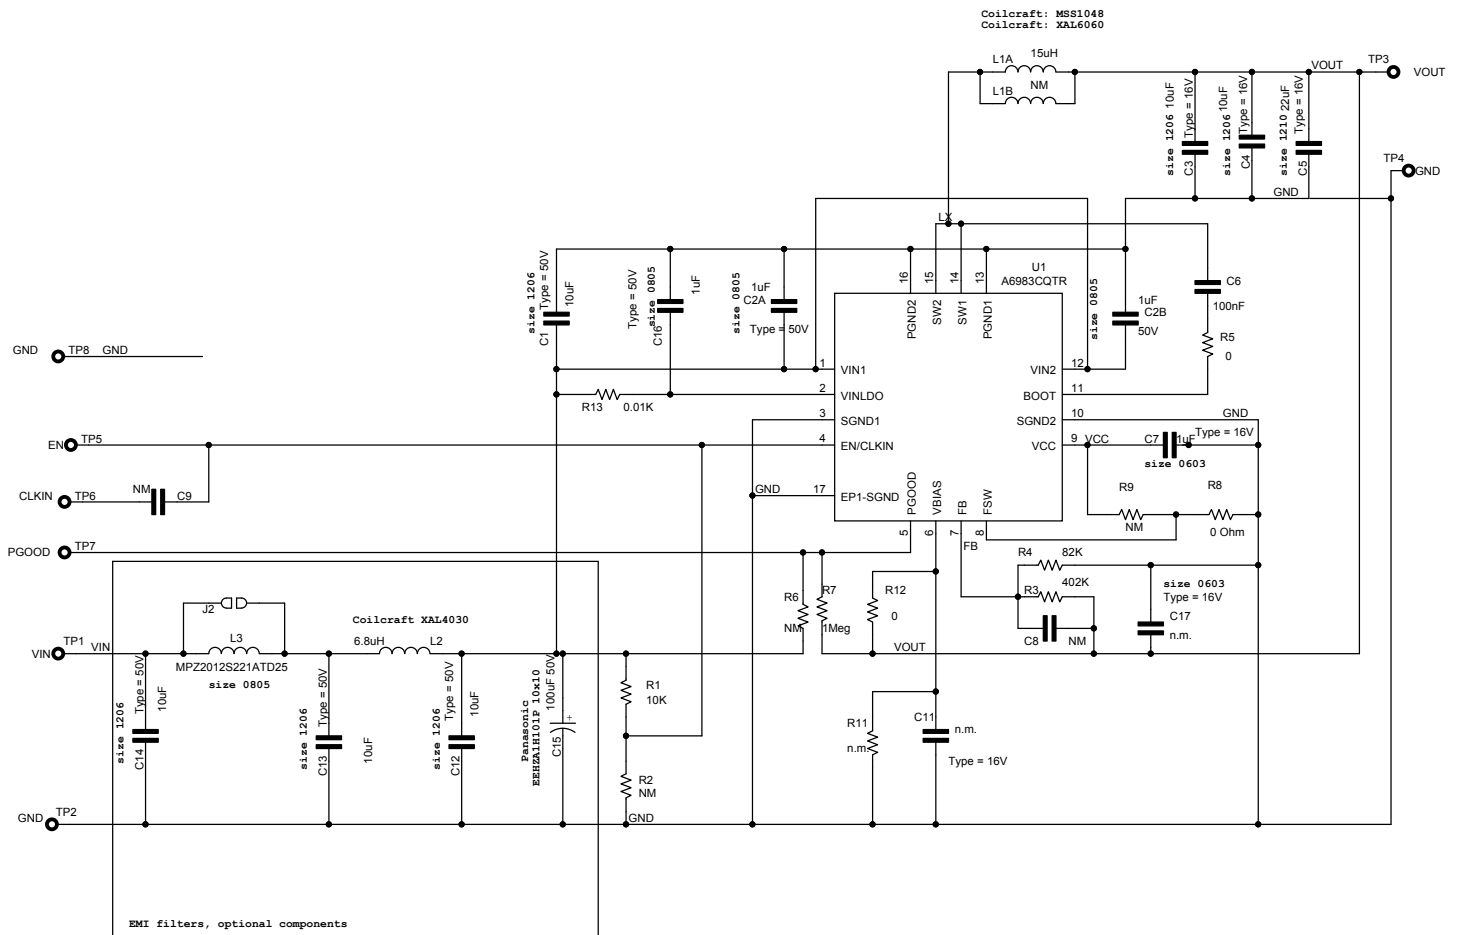 Coilcraft: MSS1048
Coilcraft: XAL6060
L1A
15uH
NM
L1B
VOUT
TP3
VOUT
size 1206
10uF
Type = 16V
C3
size 1206
10uF
Type = 16V
C4
size 1210
22uF
Type = 16V
C5
TP4
GND
GND
LX
size 1206
Type = 50V
10uF
C1
Type = 50V
size 0805
1uF
C16
size 0805
1uF
C2A
Type = 50V
16
15
14
13
U1
A6983CQTR
PGND2
SW2
SW1
PGND1
size 0805
1uF
C2B
50V
C6
100nF
R5
0
GND
TP8
GND
1
VIN1
VIN2
12
R13
0.01K
2
VINLDO
BOOT
11
3
SGND1
SGND2
10
GND
EN
TP5
4
EN/CLKIN
VCC
9
VCC
C7
1uF
Type = 16V
size 0603
CLKIN
TP6
NM
C9
GND
17
EP1-SGND
PGOOD
VBIAS
FB
FSW
R9
NM
R8
0 Ohm
5
6
7
8
FB
PGOOD
TP7
R4
82K
R3
402K
C8
NM
size 0603
Type = 16V
C17
n.m.
R6
NM
R7
1Meg
R12
0
VOUT
J2
Coilcraft XAL4030
VIN
TP1
VIN
L3
MPZ2012S221ATD25
size 0805
6.8uH
L2
size 1206
Type = 50V
10uF
C14
size 1206
Type = 50V
10uF
C13
size 1206
Type = 50V
10uF
C12
Panasonic
EEHZA1H101P 10x10
100uF 50V
+
C15
R1
10K
R2
NM
R11
n.m.
C11
n.m.
Type = 16V
GND
TP2
GND
EMI filters, optional components